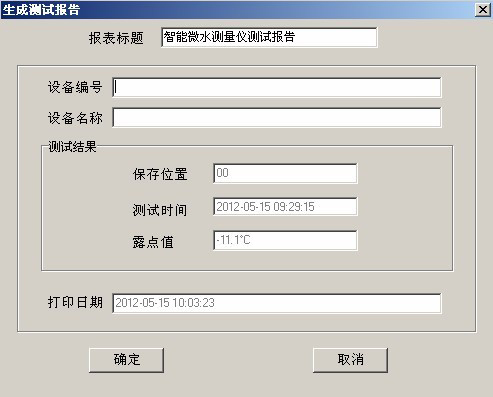 生成测试报告
报表标题 智能微水测量仪测试报告
设备编号
设备名称
测试结果
保存位置 00
测试时间 2012-05-15 09:29:15
露点值 -11.1°C
打印日期 2012-05-15 10:03:23
确定 取消